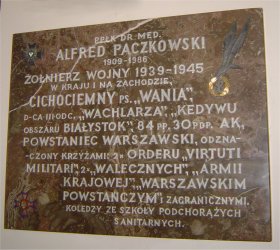 PPŁK DR MED.
ALFRED PACZKOWSKI
1909-1986
ŻOŁNIERZ WOJNY 1939-1945
W KRAJU I NA ZACHODZIE,
CICHOCIEMNY PS. „WANIA”,
D-CA III ODC. „WACHLARZA”, „KEDYWU
OBSZARU BIAŁYSTOK”, 84 PP. 30 PDP. AK,
POWSTANIEC WARSZAWSKI, ODZNA-
CZONY KRZYŻAMI: 2× ORDERU „VIRTUTI
MILITARI”, 2× „WALECZNYCH”, „ARMII
KRAJOWEJ”, „WARSZAWSKIM
POWSTAŃCZYM” I ZAGRANICZNYMI.
KOLEDZY ZE SZKOŁY PODCHORĄŻYCH
SANITARNYCH.